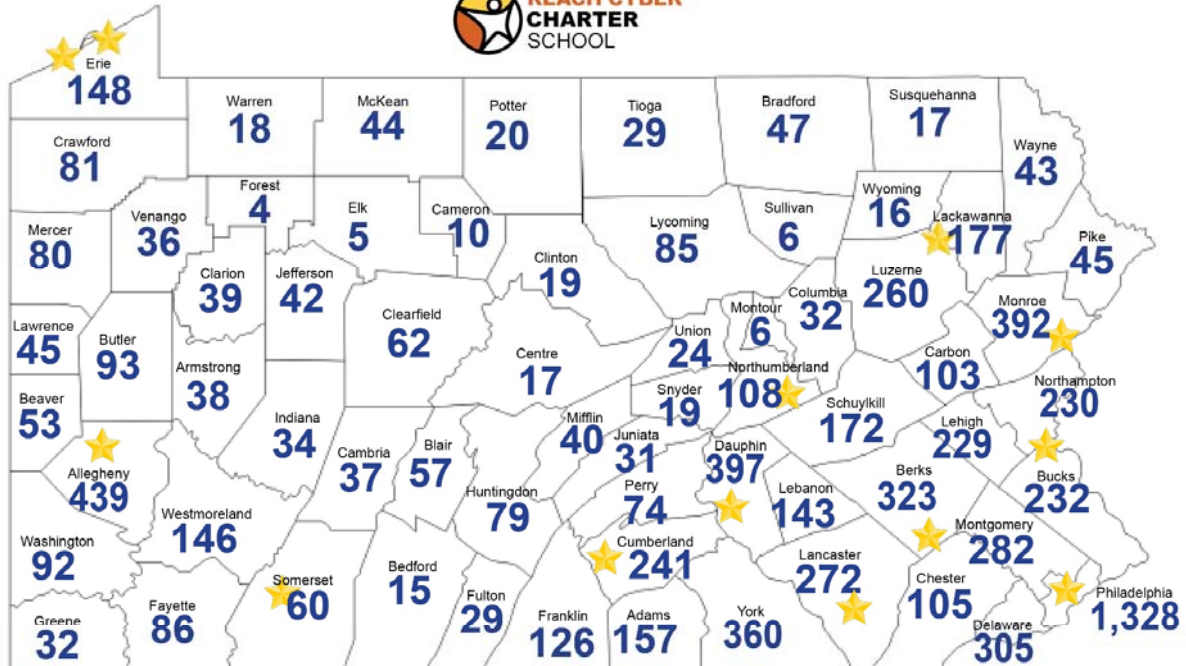 REACH CYBER
CHARTER
SCHOOL
Erie
148
Warren
18
McKean
44
Potter
20
Tioga
29
Bradford
47
Susquehanna
17
Wayne
43
Crawford
81
Forest
4
Elk
5
Cameron
10
Lycoming
85
Sullivan
6
Wyoming
16
Lackawanna
177
Pike
45
Mercer
80
Venango
36
Clarion
39
Jefferson
42
Clinton
19
Clearfield
62
Columbia
32
Luzerne
260
Monroe
392
Lawrence
45
Butler
93
Armstrong
38
Centre
17
Union
24
Montour
6
Northumberland
108
Carbon
103
Northampton
230
Beaver
53
Indiana
34
Snyder
19
Schuylkill
172
Lehigh
229
Allegheny
439
Cambria
37
Blair
57
Huntingdon
79
Mifflin
40
Juniata
31
Perry
74
Dauphin
397
Lebanon
143
Berks
323
Bucks
232
Westmoreland
146
Washington
92
Somerset
60
Bedford
15
Fulton
29
Cumberland
241
Lancaster
272
Montgomery
282
Chester
105
Philadelphia
1,328
Greene
32
Fayette
86
Franklin
126
Adams
157
York
360
Delaware
305